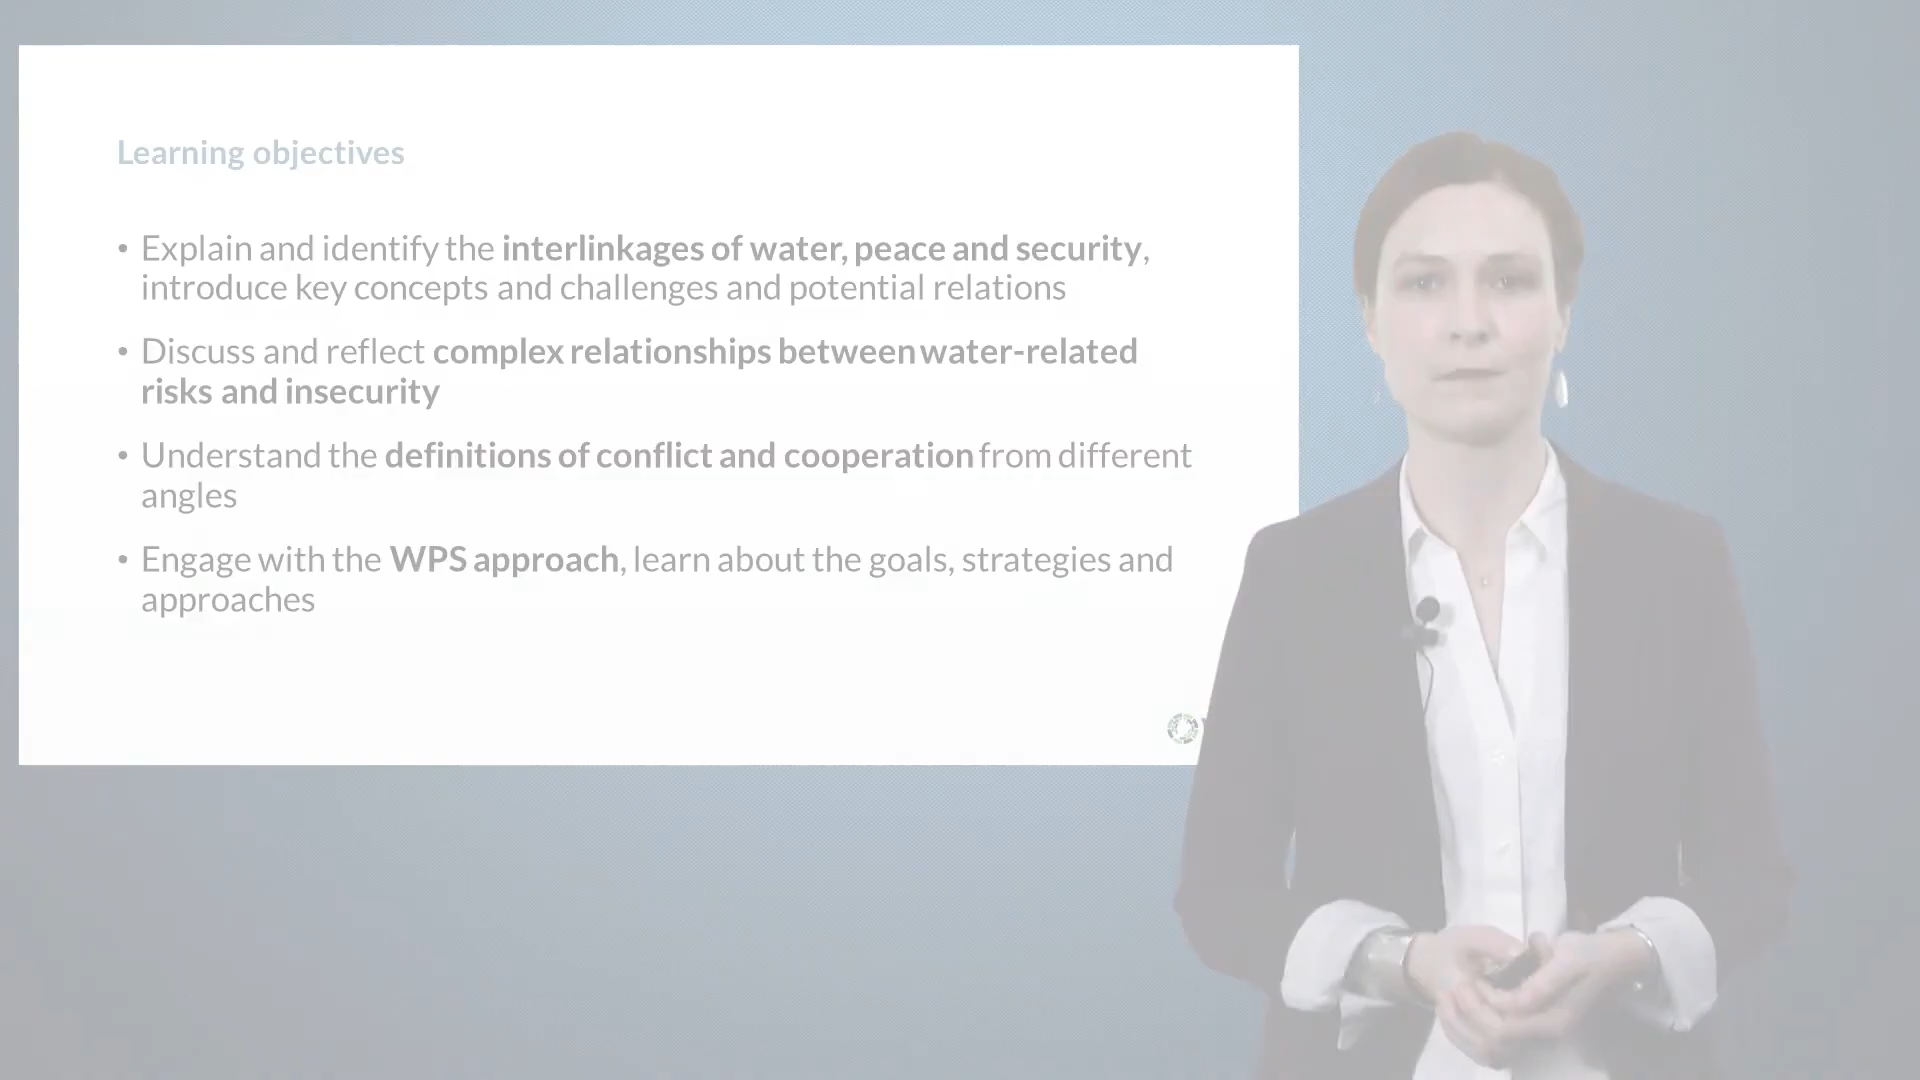 Learning objectives
• Explain and identify the interlinkages of water, peace and security,
introduce key concepts and challenges and potential relations
• Discuss and reflect complex relationships between water-related
risks and insecurity
• Understand the definitions of conflict and cooperation from different
angles
• Engage with the WPS approach, learn about the goals, strategies and
approaches